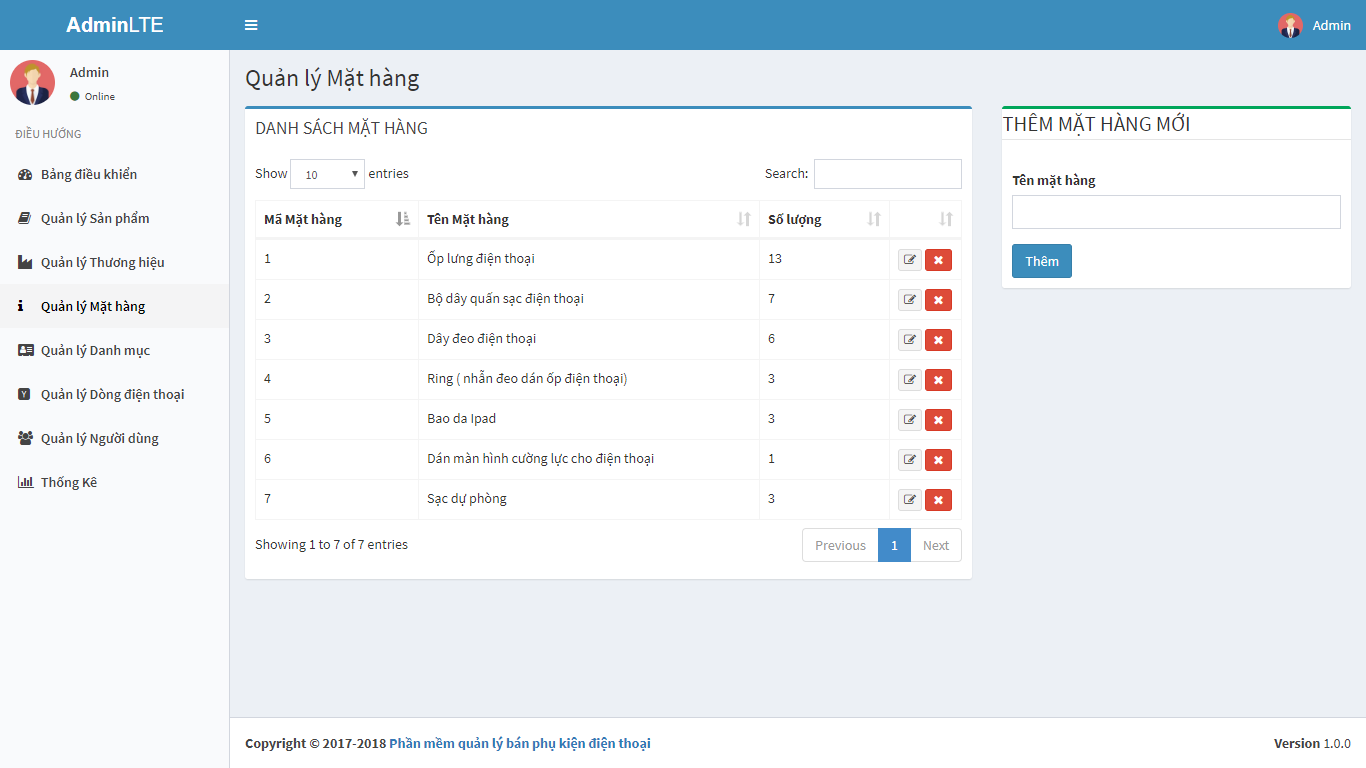 AdminLTE
Admin
Admin
Online
ĐIỀU HƯỚNG
Bảng điều khiển
Quản lý Sản phẩm
Quản lý Thương hiệu
Quản lý Mặt hàng
Quản lý Danh mục
Quản lý Dòng điện thoại
Quản lý Người dùng
Thống Kê
Quản lý Mặt hàng
DANH SÁCH MẶT HÀNG
Show 10 entries Search:
Mã Mặt hàng Tên Mặt hàng Số lượng
1 Ốp lưng điện thoại 13
2 Bộ dây quấn sạc điện thoại 7
3 Dây đeo điện thoại 6
4 Ring ( nhẫn đeo dán ốp điện thoại) 3
5 Bao da Ipad 3
6 Dán màn hình cường lực cho điện thoại 1
7 Sạc dự phòng 3
Showing 1 to 7 of 7 entries Previous 1 Next
THÊM MẶT HÀNG MỚI
Tên mặt hàng
Thêm
Copyright © 2017-2018 Phần mềm quản lý bán phụ kiện điện thoại Version 1.0.0